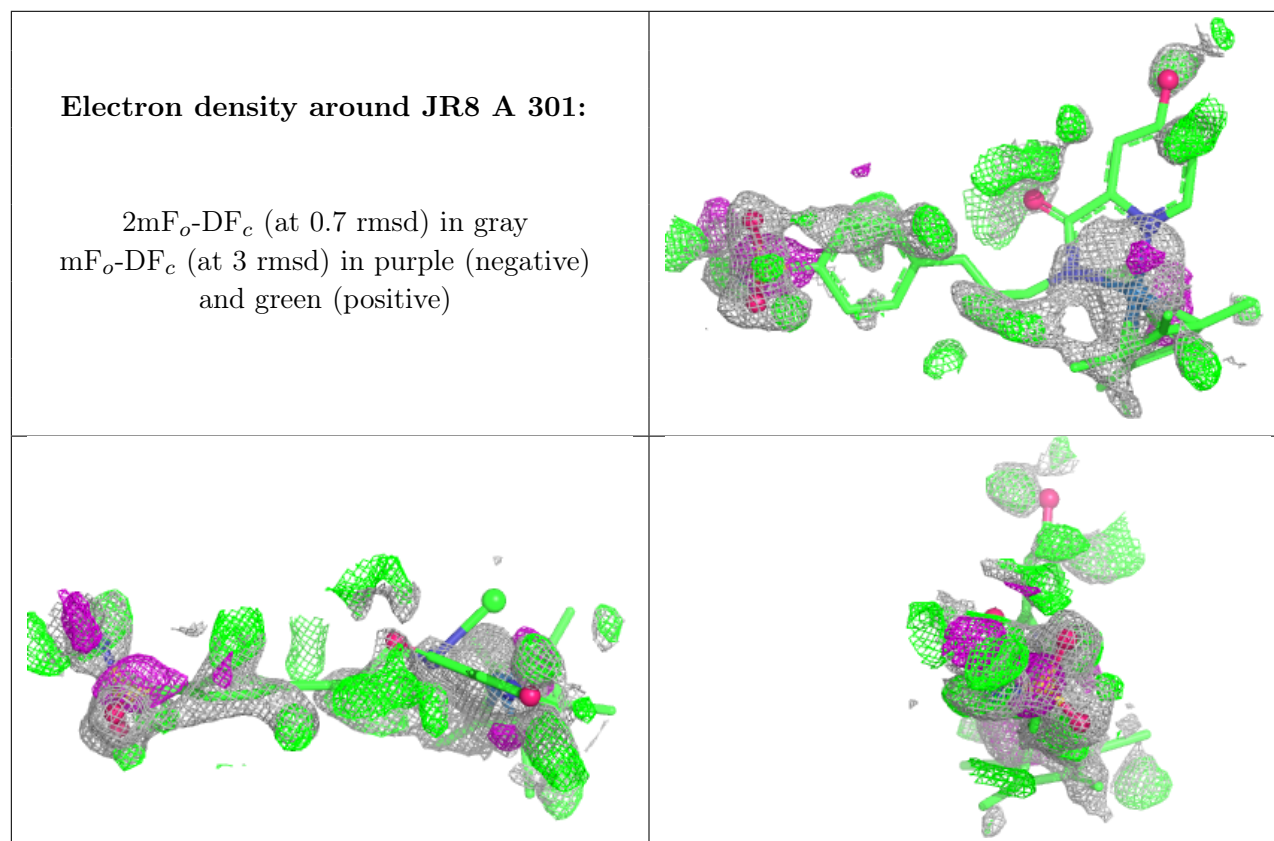 Electron density around JR8 A 301:
2mFo-DFc (at 0.7 rmsd) in gray
mFo-DFc (at 3 rmsd) in purple (negative)
and green (positive)